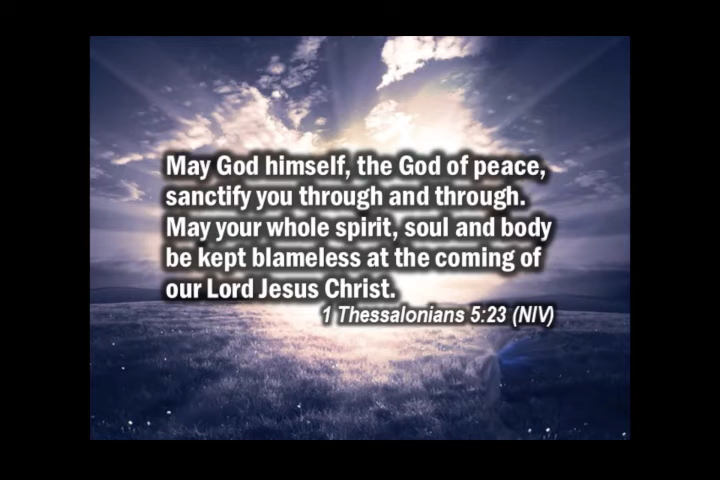 May God himself, the God of peace,
sanctify you through and through.
May your whole spirit, soul and body
be kept blameless at the coming of
our Lord Jesus Christ.
1 Thessalonians 5:23 (NIV)